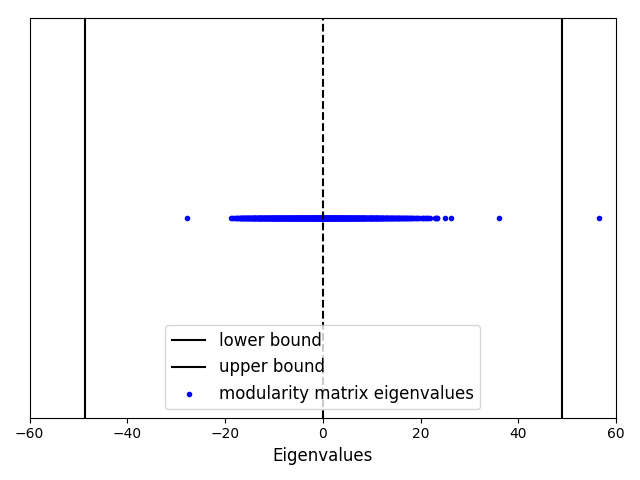 lower bound
upper bound
modularity matrix eigenvalues
−60 −40 −20 0 20 40 60
Eigenvalues